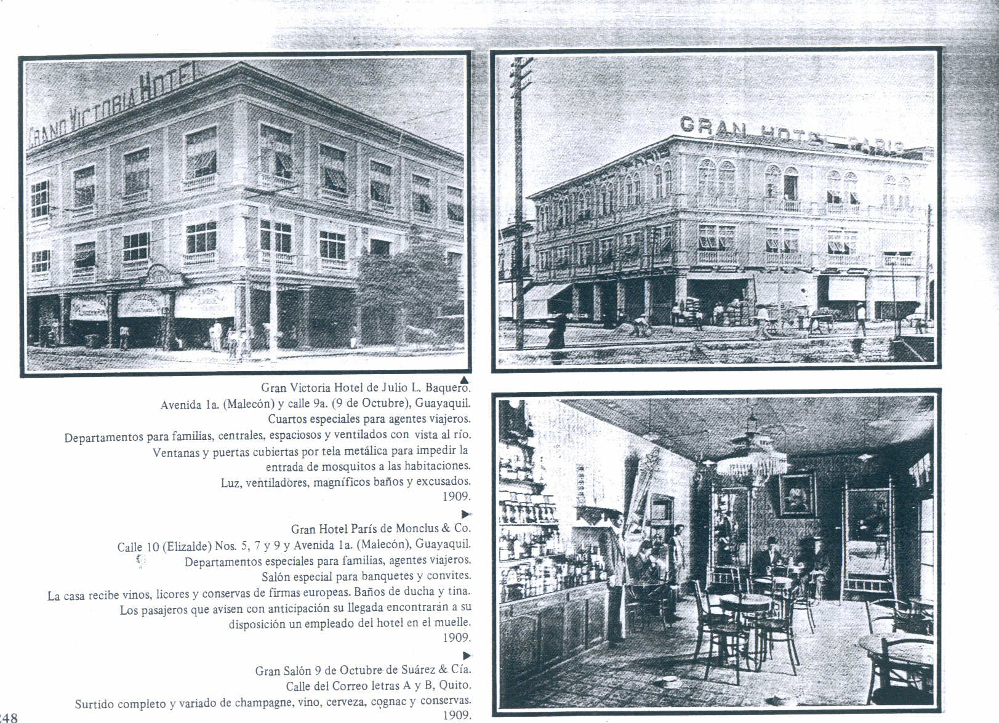 GRAND VICTORIA HOTEL
GRAN HOTEL PARIS
Gran Victoria Hotel de Julio L. Baquero.
Avenida 1a. (Malecón) y calle 9a. (9 de Octubre), Guayaquil.
Cuartos especiales para agentes viajeros.
Departamentos para familias, centrales, espaciosos y ventilados con vista al río.
Ventanas y puertas cubiertas por tela metálica para impedir la
entrada de mosquitos a las habitaciones.
Luz, ventiladores, magníficos baños y excusados.
1909.
Gran Hotel París de Monclus & Co.
Calle 10 (Elizalde) Nos. 5, 7 y 9 y Avenida 1a. (Malecón), Guayaquil.
Departamentos especiales para familias, agentes viajeros.
Salón especial para banquetes y convites.
La casa recibe vinos, licores y conservas de firmas europeas. Baños de ducha y tina.
Los pasajeros que avisen con anticipación su llegada encontrarán a su
disposición un empleado del hotel en el muelle.
1909.
Gran Salón 9 de Octubre de Suárez & Cía.
Calle del Correo letras A y B, Quito.
Surtido completo y variado de champagne, vino, cerveza, cognac y conservas.
1909.
248